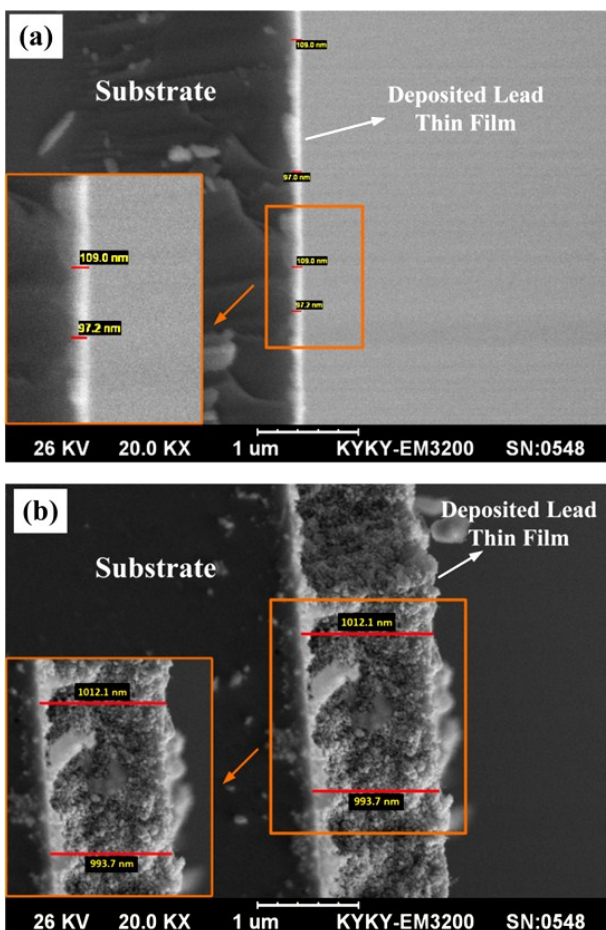 (a)
109.0 nm
Substrate
Deposited Lead
Thin Film
97.0 nm
109.0 nm
109.0 nm
97.2 nm
97.2 nm
26 KV 20.0 KX 1 um KYKY-EM3200 SN:0548
(b)
Deposited Lead
Thin Film
Substrate
1012.1 nm
1012.1 nm
993.7 nm
993.7 nm
26 KV 20.0 KX 1 um KYKY-EM3200 SN:0548